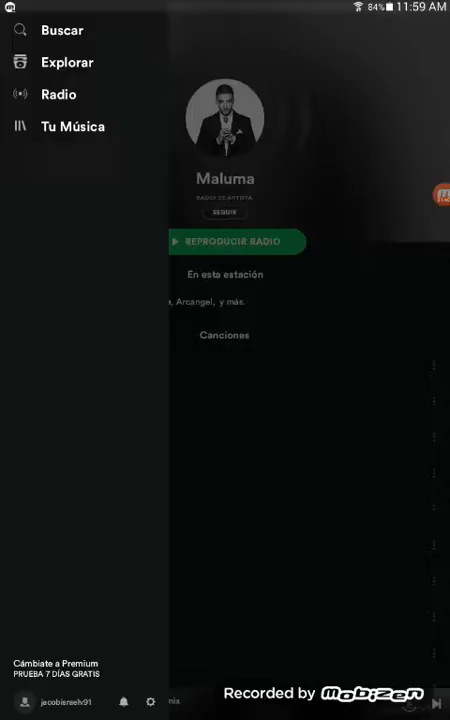 84% 11:59 AM
Buscar
Explorar
Radio
Tu Música
Maluma
RADIO DE ARTISTA
SEGUIR
REPRODUCIR RADIO
En esta estación
Arcangel, y más.
Canciones
Cámbiate a Premium
PRUEBA 7 DÍAS GRATIS
jacobieraelv91
mix
Recorded by mobizen